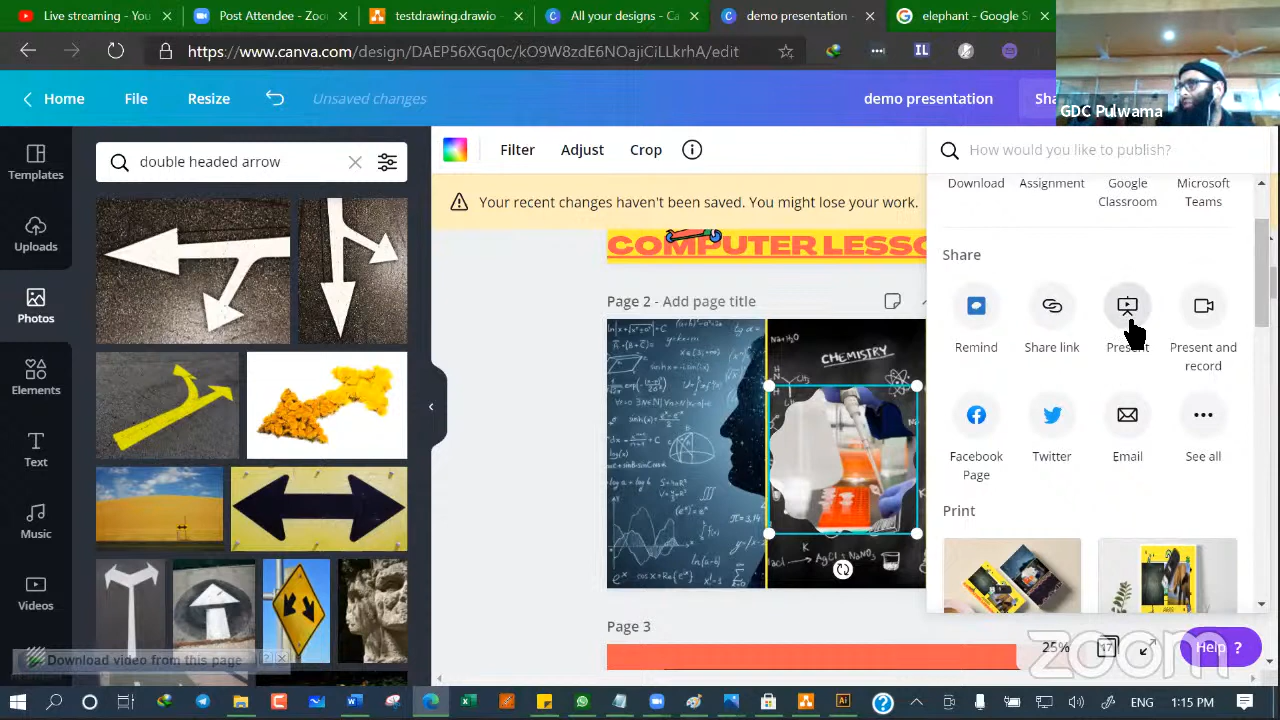 Live streaming - You
Post Attendee - Zoo
testdrawing.drawio
All your designs - Ca
demo presentation -
elephant - Google S
https://www.canva.com/design/DAEP56XGq0c/kO9W8zdE6NOajiCiLLkrhA/edit
IL
GDC Pulwama
Home
File
Resize
Unsaved changes
demo presentation
Sha
Templates
Uploads
Photos
Elements
Text
Music
Videos
double headed arrow
Filter
Adjust
Crop
Your recent changes haven't been saved. You might lose your work.
COMPUTER LESSO
Page 2 - Add page title
CHEMISTRY
Page 3
How would you like to publish?
Download
Assignment
Google
Classroom
Microsoft
Teams
Share
Remind
Share link
Present
Present and
record
Facebook
Page
Twitter
Email
See all
Print
25%
17
Help ?
zoom
Download video from this page
?
ENG
1:15 PM